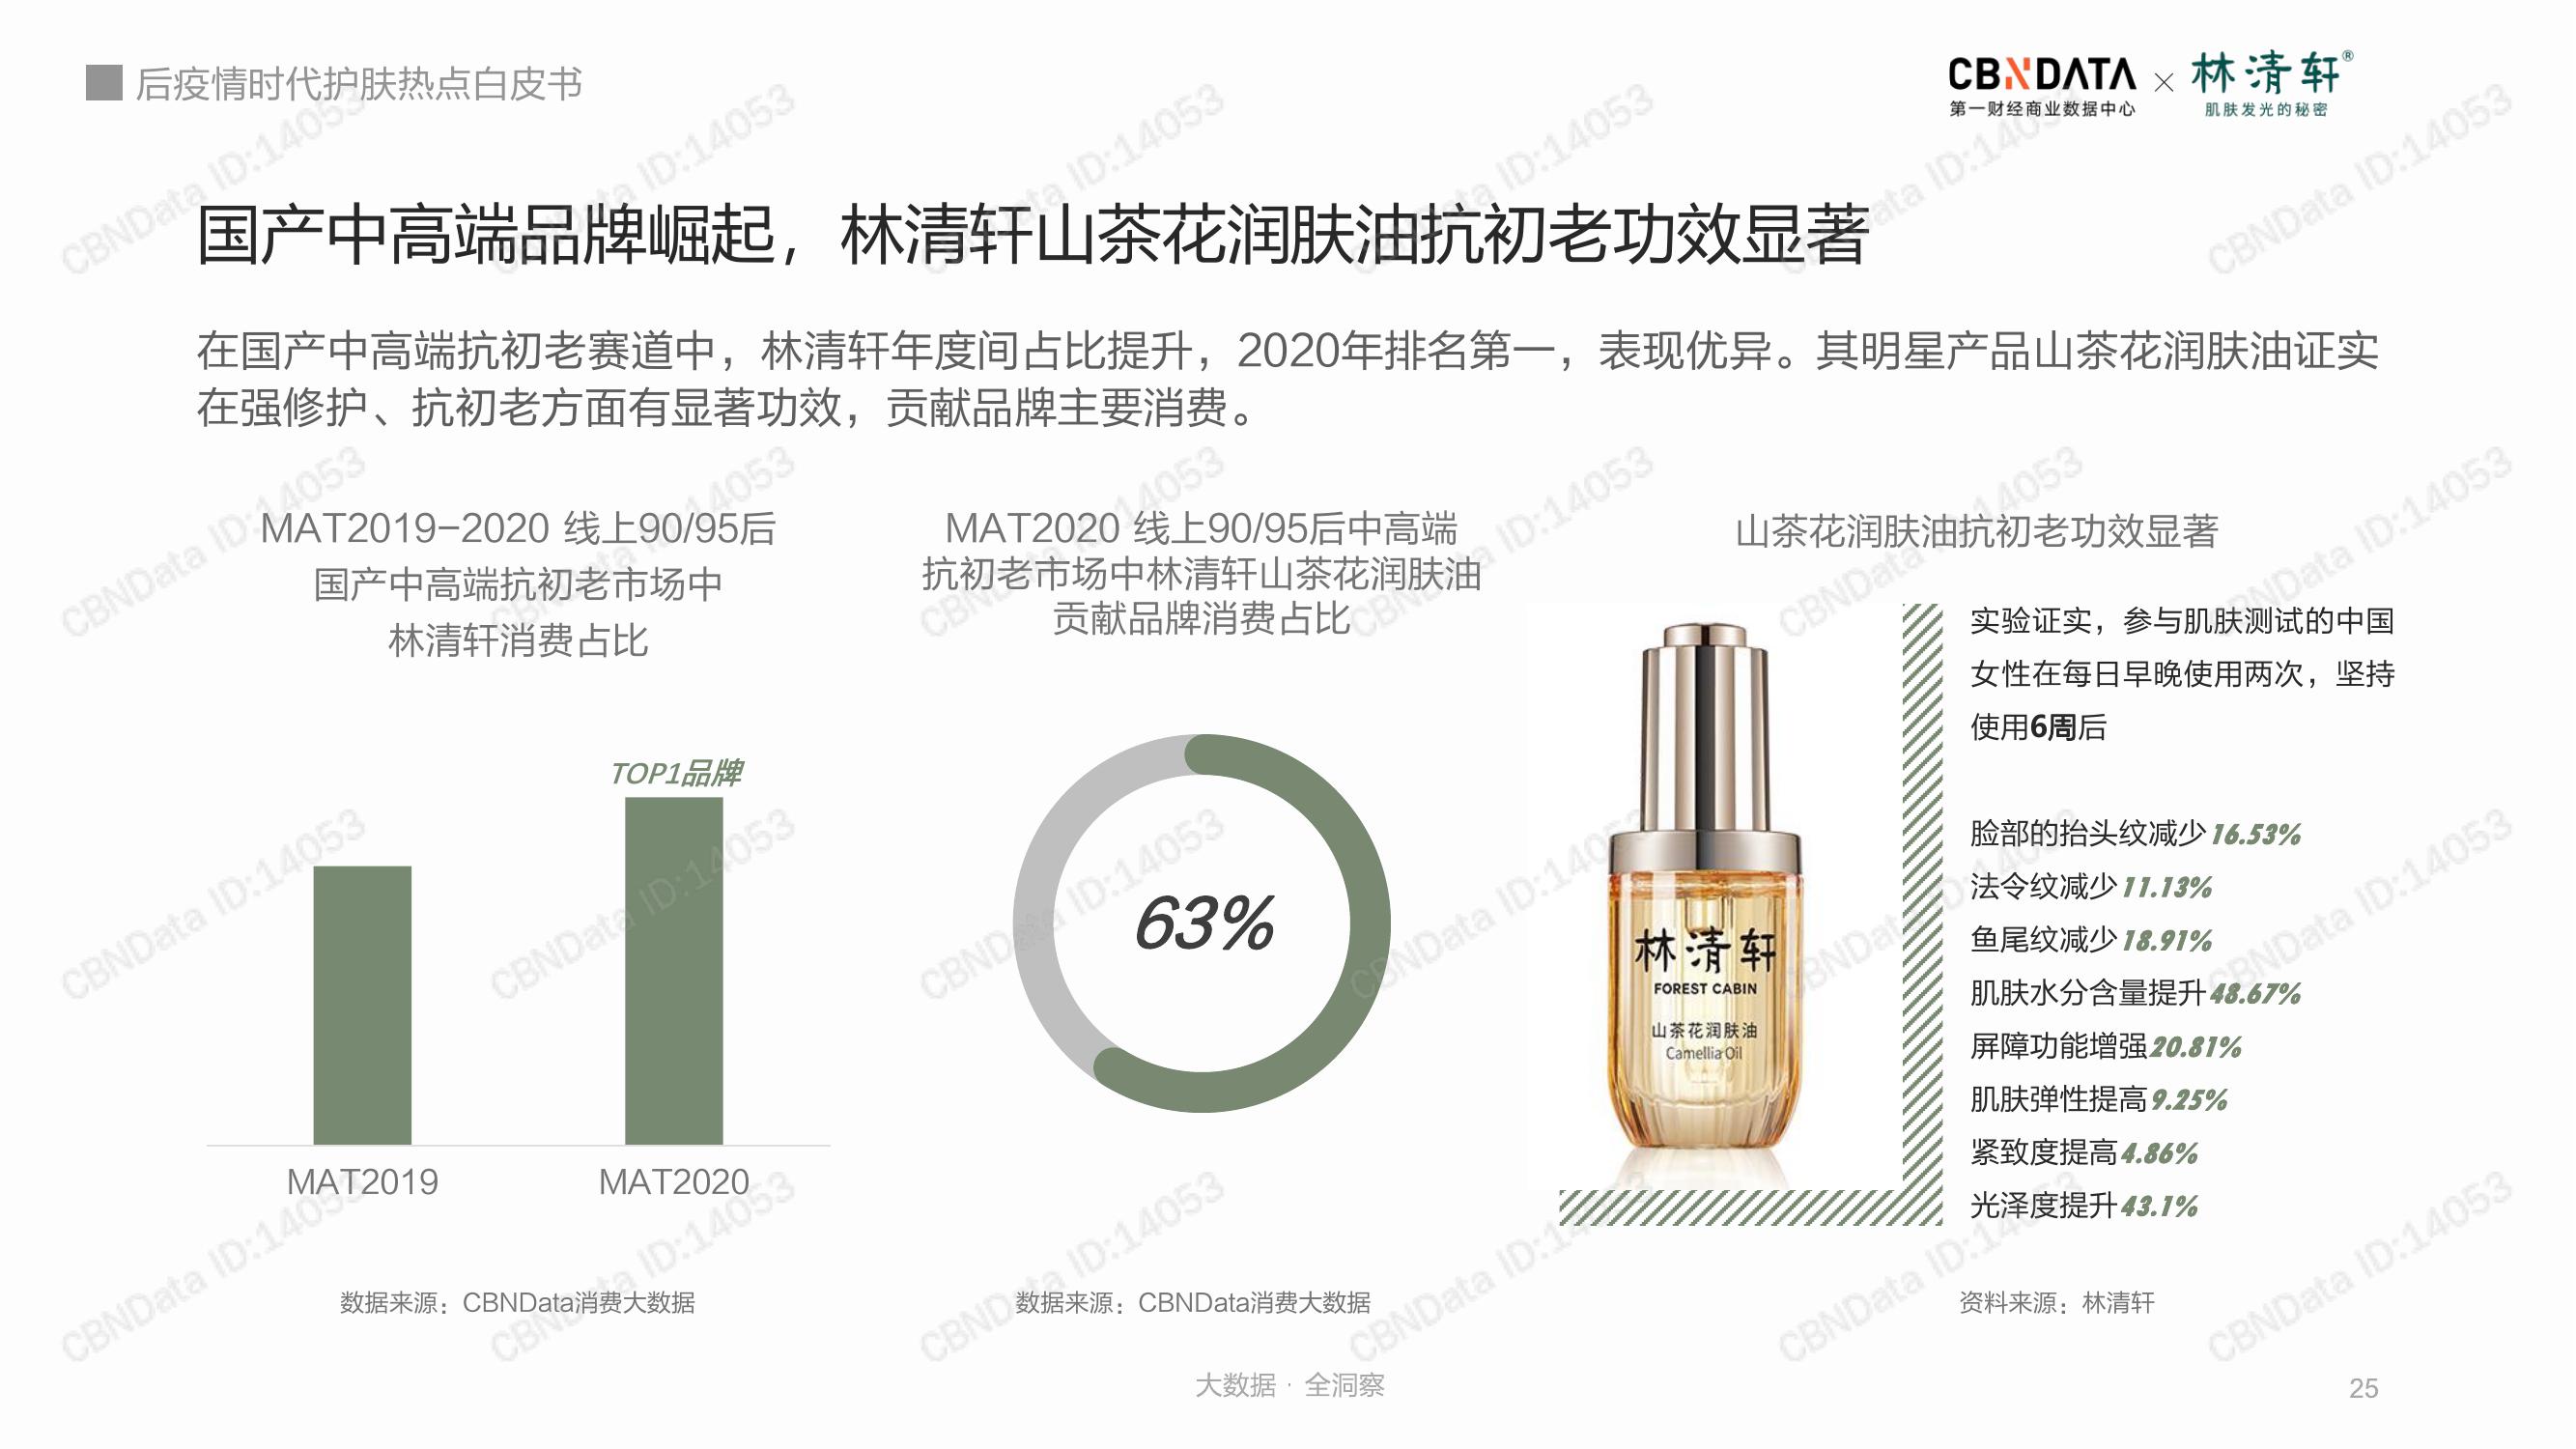 后疫情时代护肤热点白皮书
CBNDATA × 林清轩®
第一财经商业数据中心 肌肤发光的秘密
国产中高端品牌崛起，林清轩山茶花润肤油抗初老功效显著
在国产中高端抗初老赛道中，林清轩年度间占比提升，2020年排名第一，表现优异。其明星产品山茶花润肤油证实
在强修护、抗初老方面有显著功效，贡献品牌主要消费。
MAT2019-2020 线上90/95后
国产中高端抗初老市场中
林清轩消费占比
TOP1品牌
MAT2019 MAT2020
数据来源：CBNData消费大数据
MAT2020 线上90/95后中高端
抗初老市场中林清轩山茶花润肤油
贡献品牌消费占比
63%
数据来源：CBNData消费大数据
山茶花润肤油抗初老功效显著
林清轩
FOREST CABIN
山茶花润肤油
Camellia Oil
实验证实，参与肌肤测试的中国
女性在每日早晚使用两次，坚持
使用6周后
脸部的抬头纹减少16.53%
法令纹减少11.13%
鱼尾纹减少18.91%
肌肤水分含量提升48.67%
屏障功能增强20.81%
肌肤弹性提高9.25%
紧致度提高4.86%
光泽度提升43.1%
资料来源：林清轩
大数据 · 全洞察
25
CBNData ID:14053